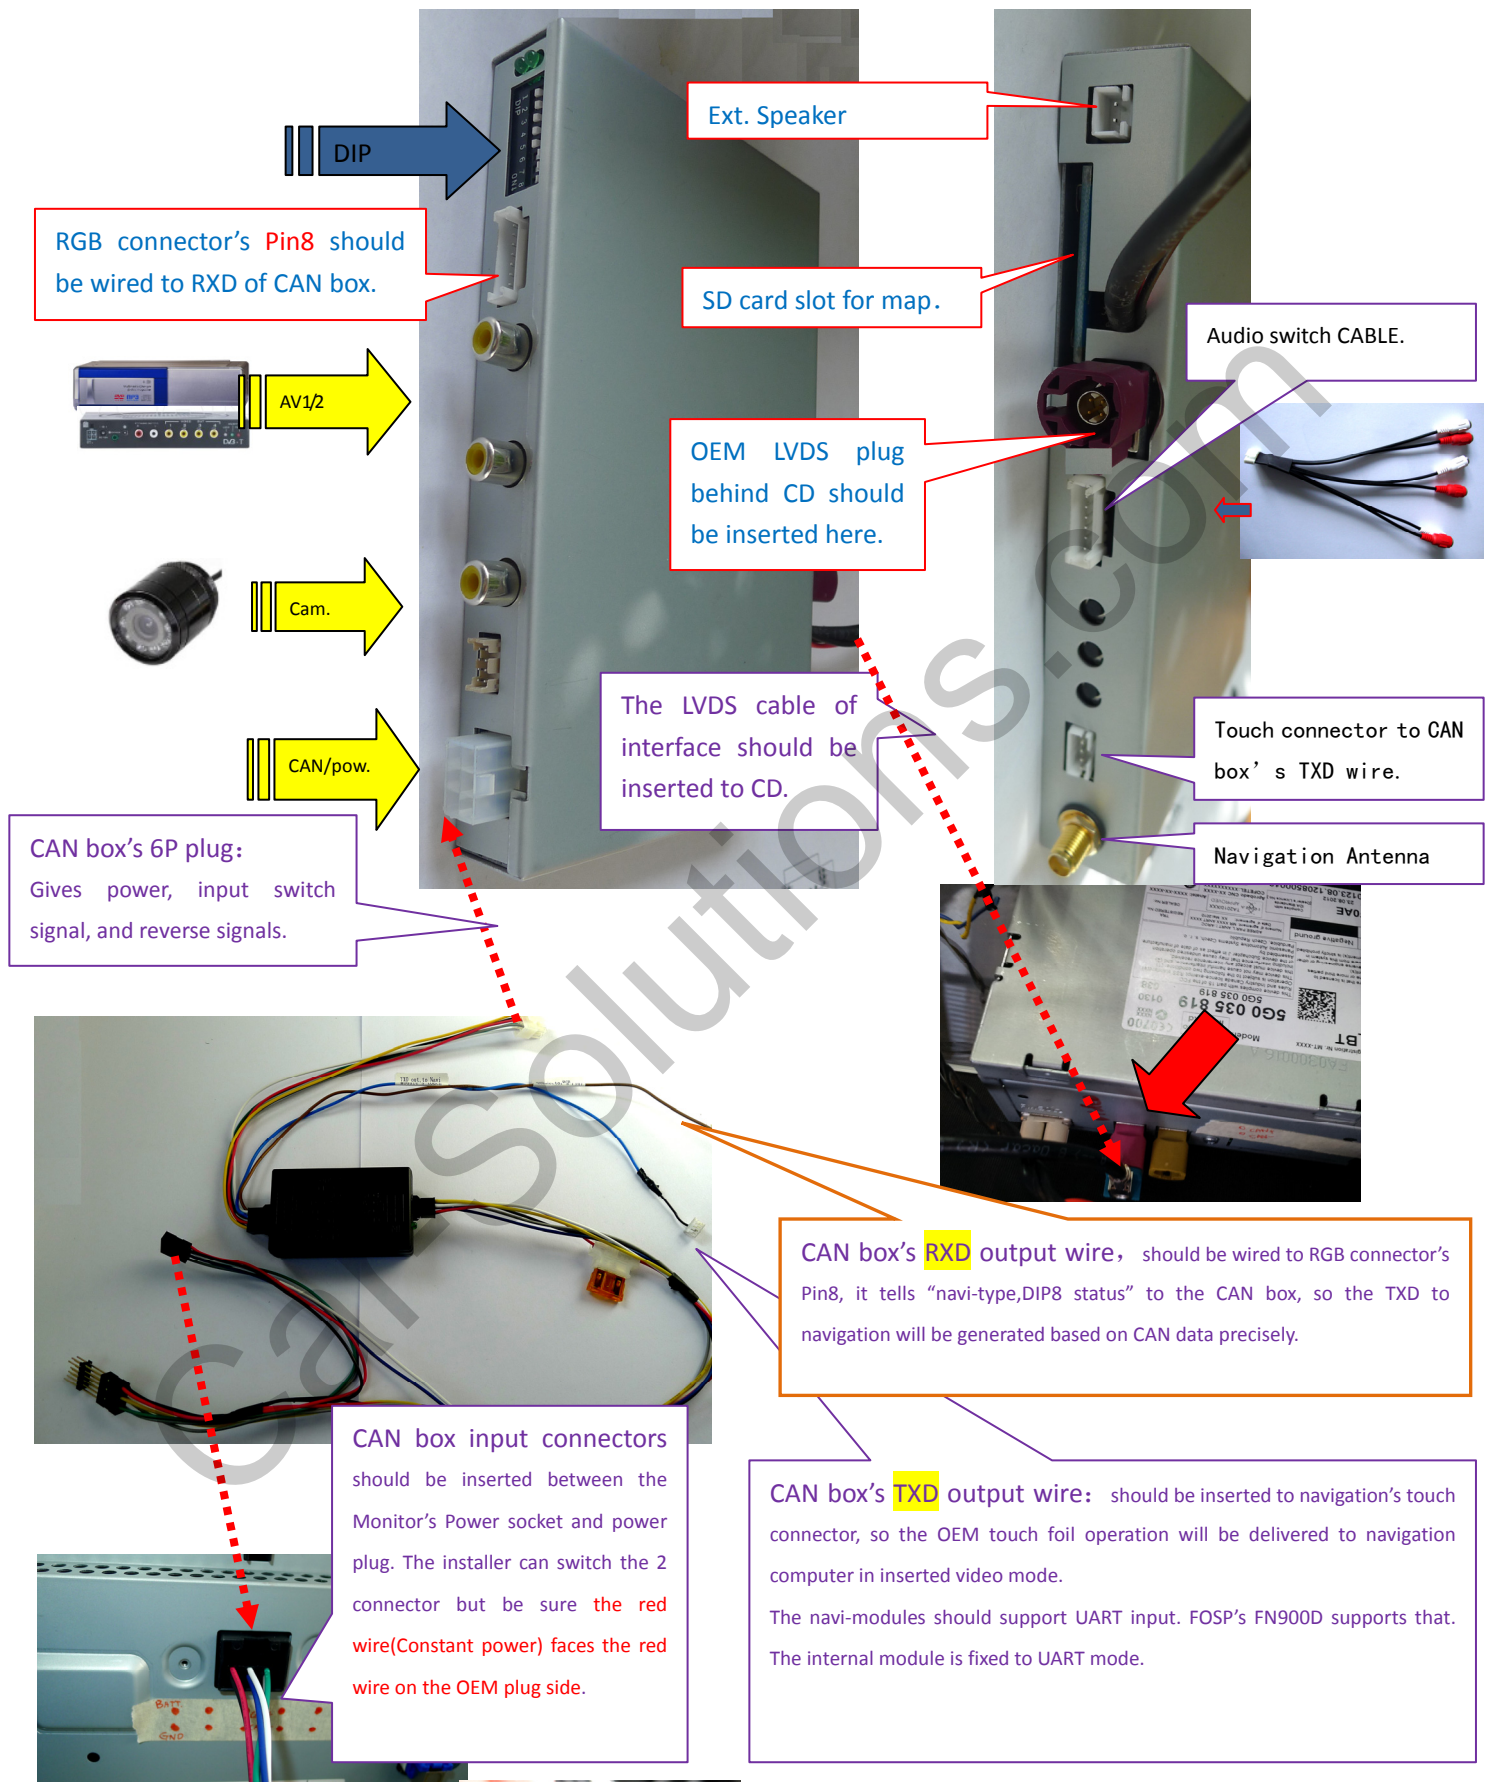 DIP
Ext. Speaker
RGB connector's Pin8 should
be wired to RXD of CAN box.
SD card slot for map.
Audio switch CABLE.
AV1/2
OEM LVDS plug
behind CD should
be inserted here.
Cam.
The LVDS cable of
interface should be
inserted to CD.
Touch connector to CAN
box's TXD wire.
CAN/pow.
Navigation Antenna
CAN box's 6P plug:
Gives power, input switch
signal, and reverse signals.
5G0 035 819
5G0 035 819
Negative ground
CAN box's RXD output wire, should be wired to RGB connector's
Pin8, it tells "navi-type,DIP8 status" to the CAN box, so the TXD to
navigation will be generated based on CAN data precisely.
CAN box input connectors
should be inserted between the
Monitor's Power socket and power
plug. The installer can switch the 2
connector but be sure the red
wire(Constant power) faces the red
wire on the OEM plug side.
CAN box's TXD output wire: should be inserted to navigation's touch
connector, so the OEM touch foil operation will be delivered to navigation
computer in inserted video mode.
The navi-modules should support UART input. FOSP's FN900D supports that.
The internal module is fixed to UART mode.
BATT.
GND
CarSolutions.com